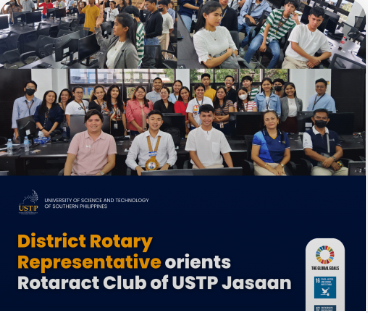 USTP
UNIVERSITY OF SCIENCE AND TECHNOLOGY
OF SOUTHERN PHILIPPINES
District Rotary
Representative orients
Rotaract Club of USTP Jasaan
THE GLOBAL GOALS